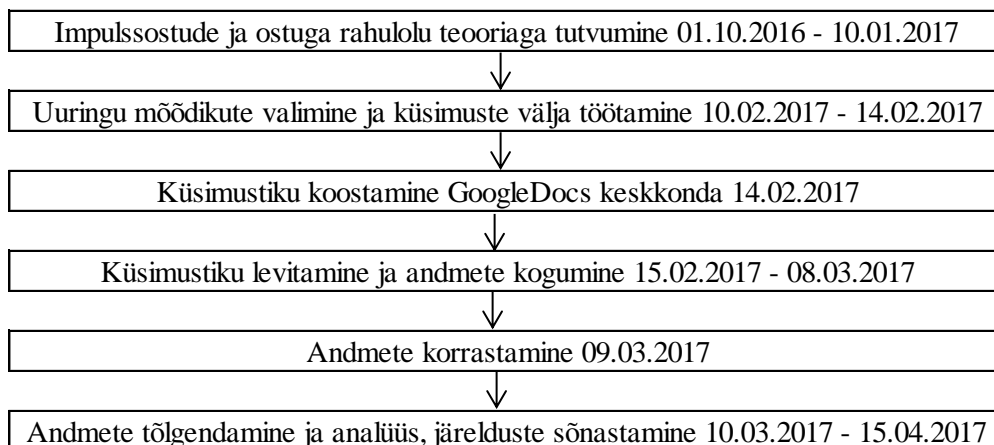 Impulssostude ja ostuga rahulolu teooriaga tutvumine 01.10.2016 - 10.01.2017
Uuringu mõõdikute valimine ja küsimuste välja töötamine 10.02.2017 - 14.02.2017
Küsimustiku koostamine GoogleDocs keskkonda 14.02.2017
Küsimustiku levitamine ja andmete kogumine 15.02.2017 - 08.03.2017
Andmete korrastamine 09.03.2017
Andmete tõlgendamine ja analüüs, järelduste sõnastamine 10.03.2017 - 15.04.2017